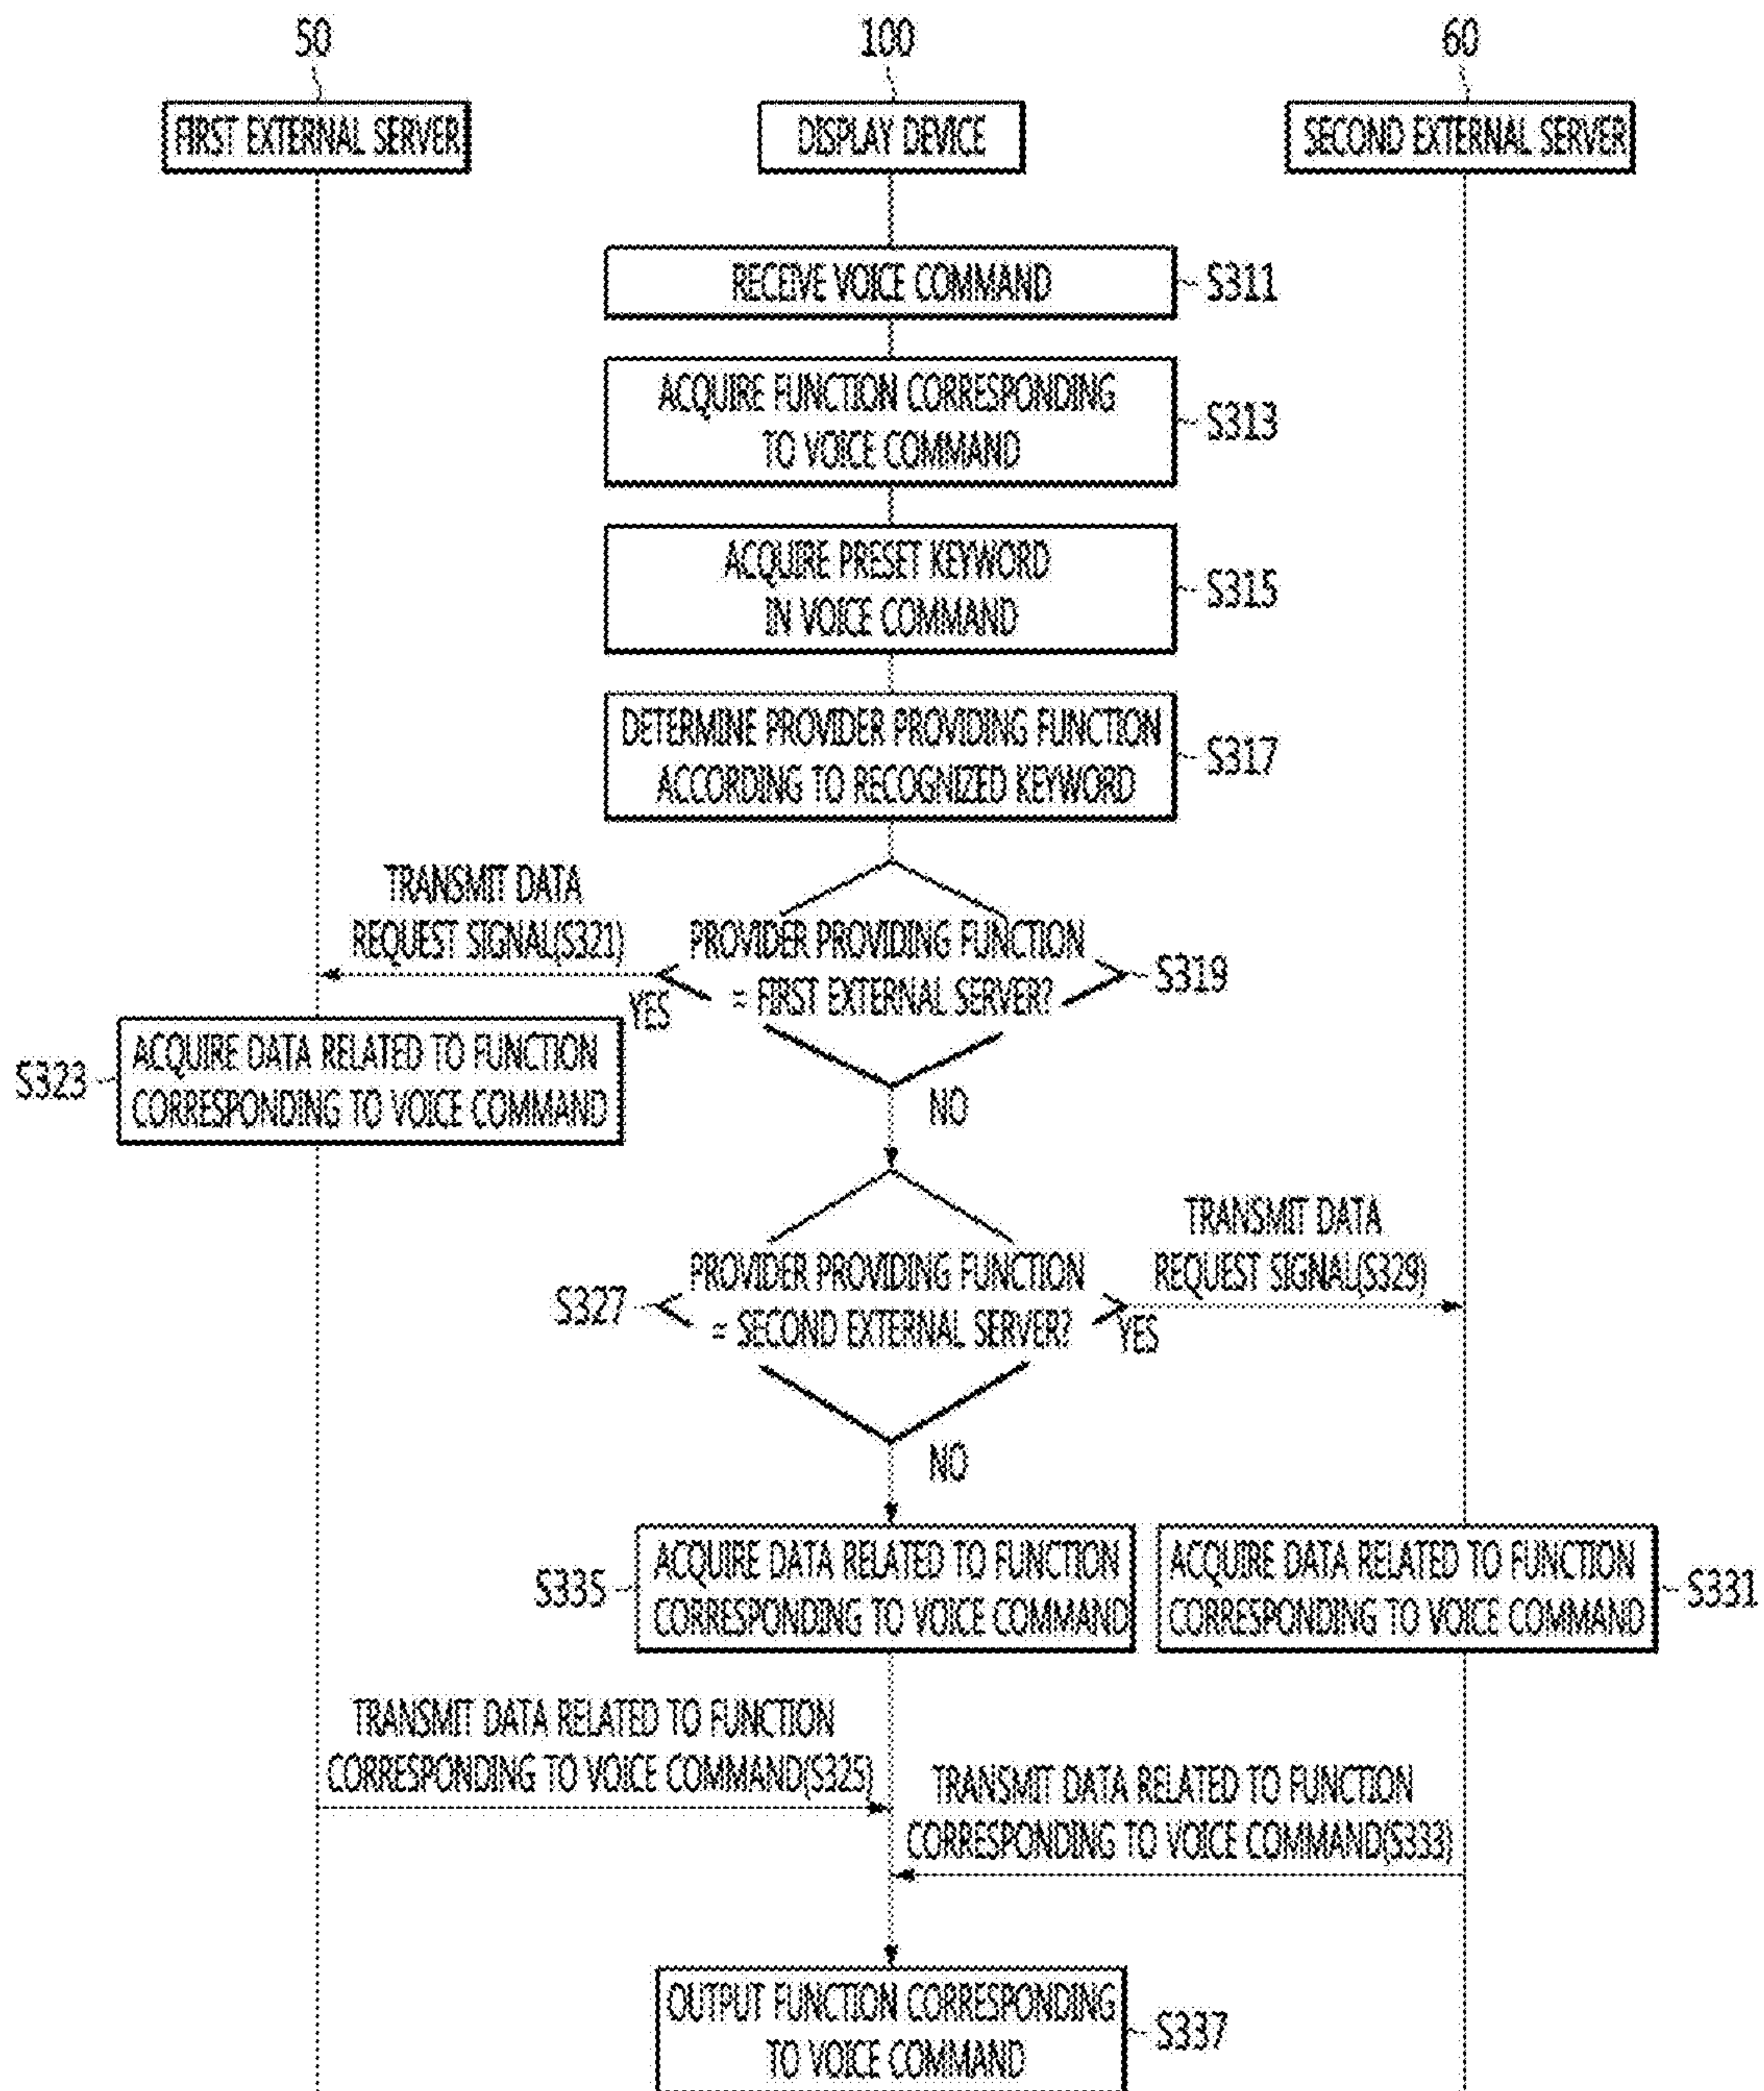 50
100
60
FIRST EXTERNAL SERVER
DISPLAY DEVICE
SECOND EXTERNAL SERVER
RECEIVE VOICE COMMAND
S311
ACQUIRE FUNCTION CORRESPONDING
TO VOICE COMMAND
S313
ACQUIRE PRESET KEYWORD
IN VOICE COMMAND
S315
DETERMINE PROVIDER PROVIDING FUNCTION
ACCORDING TO RECOGNIZED KEYWORD
S317
TRANSMIT DATA
REQUEST SIGNAL(S321)
PROVIDER PROVIDING FUNCTION
= FIRST EXTERNAL SERVER?
S319
YES
S323
ACQUIRE DATA RELATED TO FUNCTION
CORRESPONDING TO VOICE COMMAND
NO
TRANSMIT DATA
REQUEST SIGNAL(S329)
S327
PROVIDER PROVIDING FUNCTION
= SECOND EXTERNAL SERVER?
YES
NO
S335
ACQUIRE DATA RELATED TO FUNCTION
CORRESPONDING TO VOICE COMMAND
ACQUIRE DATA RELATED TO FUNCTION
CORRESPONDING TO VOICE COMMAND
S331
TRANSMIT DATA RELATED TO FUNCTION
CORRESPONDING TO VOICE COMMAND(S325)
TRANSMIT DATA RELATED TO FUNCTION
CORRESPONDING TO VOICE COMMAND(S333)
OUTPUT FUNCTION CORRESPONDING
TO VOICE COMMAND
S337